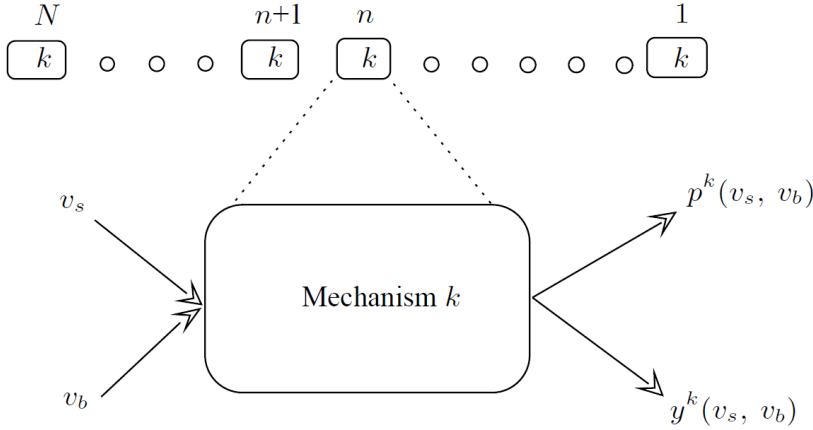 N n+1 n 1
k k k k
v_s
p^k(v_s, v_b)
Mechanism k
v_b
y^k(v_s, v_b)